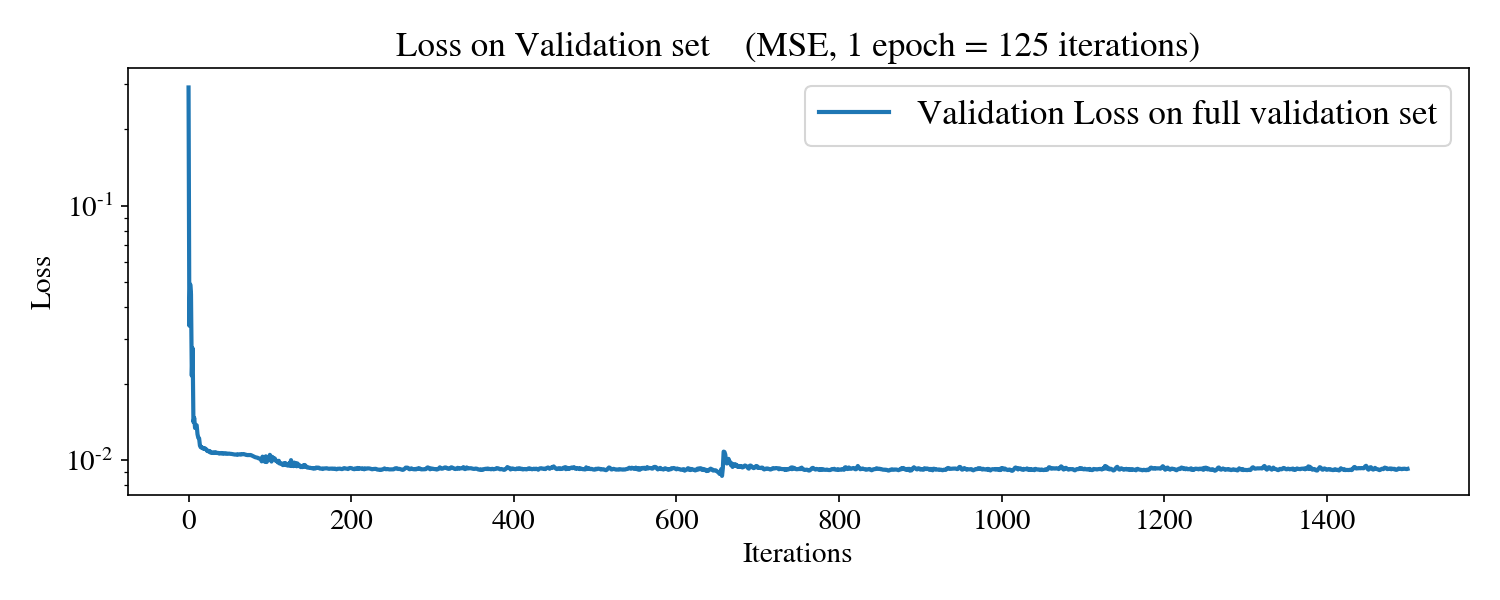 Loss on Validation set    (MSE, 1 epoch = 125 iterations)
Validation Loss on full validation set
10⁻¹
10⁻²
Loss
0 200 400 600 800 1000 1200 1400
Iterations